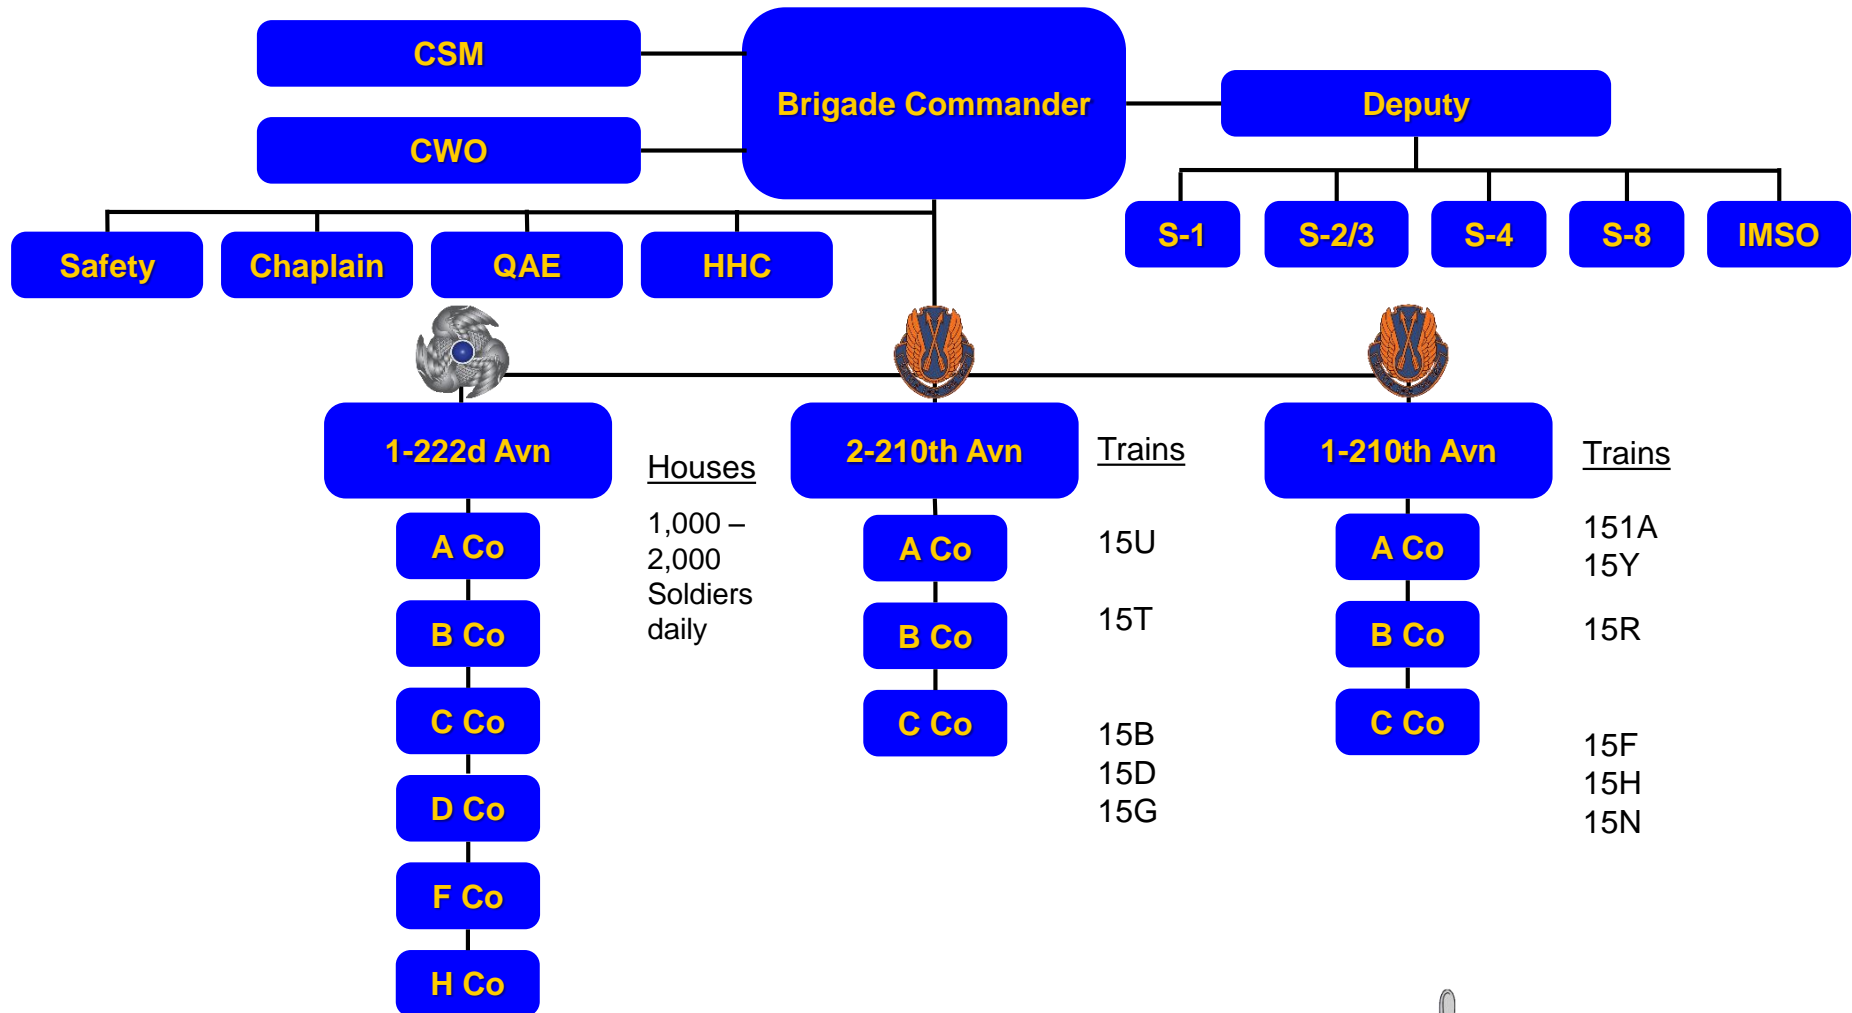 CSM
Brigade Commander
Deputy
CWO
S-1
S-2/3
S-4
S-8
IMSO
Safety
Chaplain
QAE
HHC
1-222d Avn
Houses
1,000 –
2,000
Soldiers
daily
A Co
B Co
C Co
D Co
F Co
H Co
2-210th Avn
Trains
A Co
15U
B Co
15T
C Co
15B
15D
15G
1-210th Avn
Trains
A Co
151A
15Y
B Co
15R
C Co
15F
15H
15N